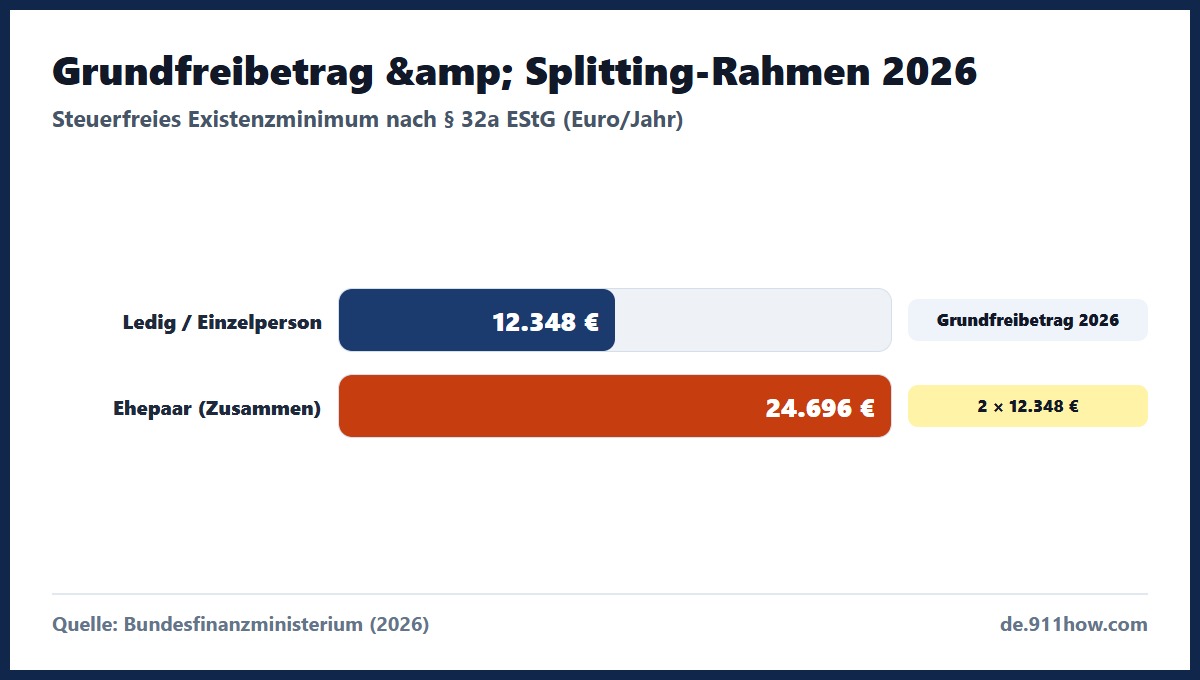 Grundfreibetrag &amp; Splitting-Rahmen 2026
Steuerfreies Existenzminimum nach § 32a EStG (Euro/Jahr)
Ledig / Einzelperson
12.348 €
Grundfreibetrag 2026
Ehepaar (Zusammen)
24.696 €
2 × 12.348 €
Quelle: Bundesfinanzministerium (2026)
de.911how.com